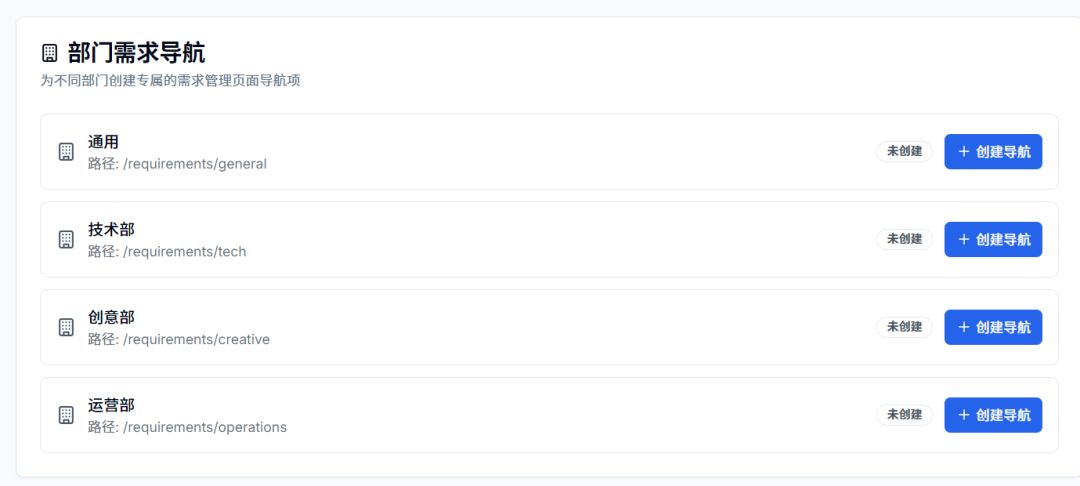 部门需求导航
为不同部门创建专属的需求管理页面导航项
通用
路径: /requirements/general
未创建
+ 创建导航
技术部
路径: /requirements/tech
未创建
+ 创建导航
创意部
路径: /requirements/creative
未创建
+ 创建导航
运营部
路径: /requirements/operations
未创建
+ 创建导航